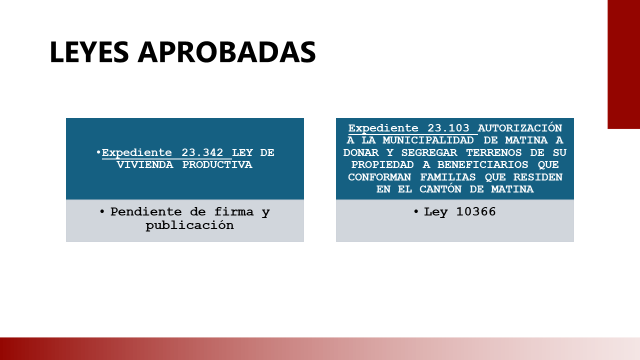 LEYES APROBADAS
•Expediente 23.342 LEY DE
VIVIENDA PRODUCTIVA
• Pendiente de firma y
publicación
Expediente 23.103 AUTORIZACIÓN
A LA MUNICIPALIDAD DE MATINA A
DONAR Y SEGREGAR TERRENOS DE SU
PROPIEDAD A BENEFICIARIOS QUE
CONFORMAN FAMILIAS QUE RESIDEN
EN EL CANTÓN DE MATINA
• Ley 10366